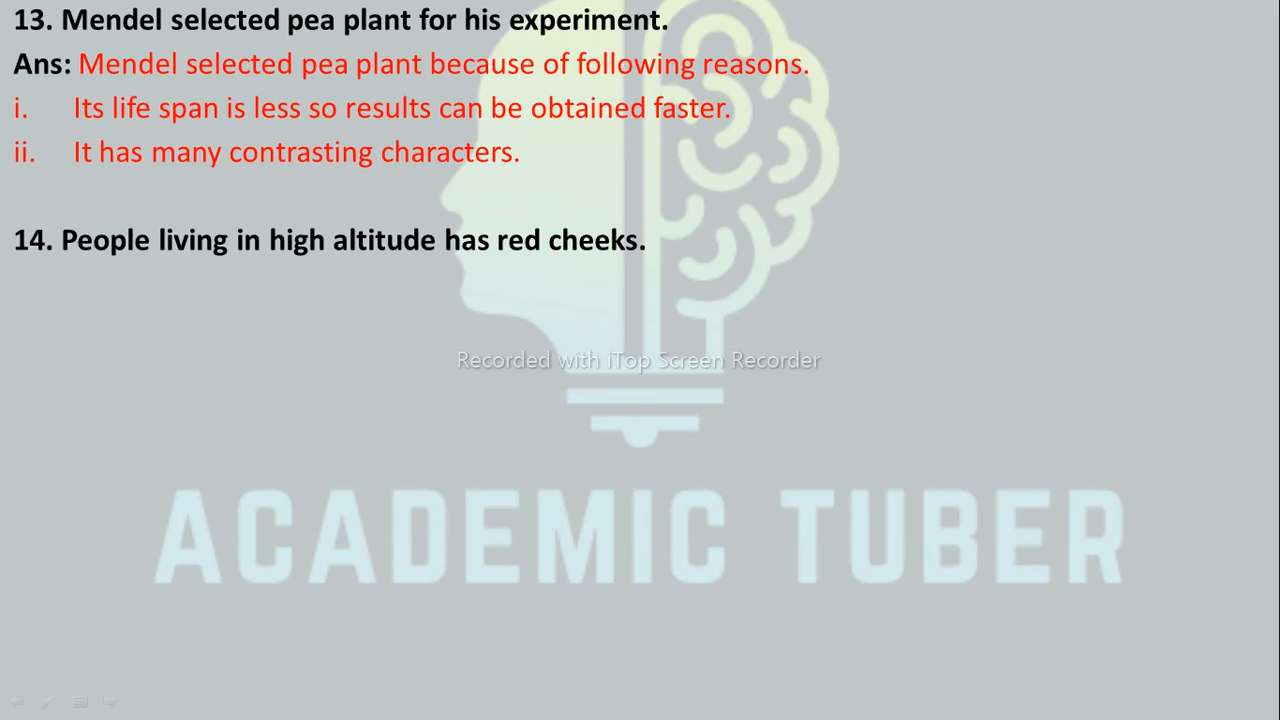 13. Mendel selected pea plant for his experiment.
Ans: Mendel selected pea plant because of following reasons.
i. Its life span is less so results can be obtained faster.
ii. It has many contrasting characters.
14. People living in high altitude has red cheeks.
Recorded with iTop Screen Recorder
ACADEMIC TUBER